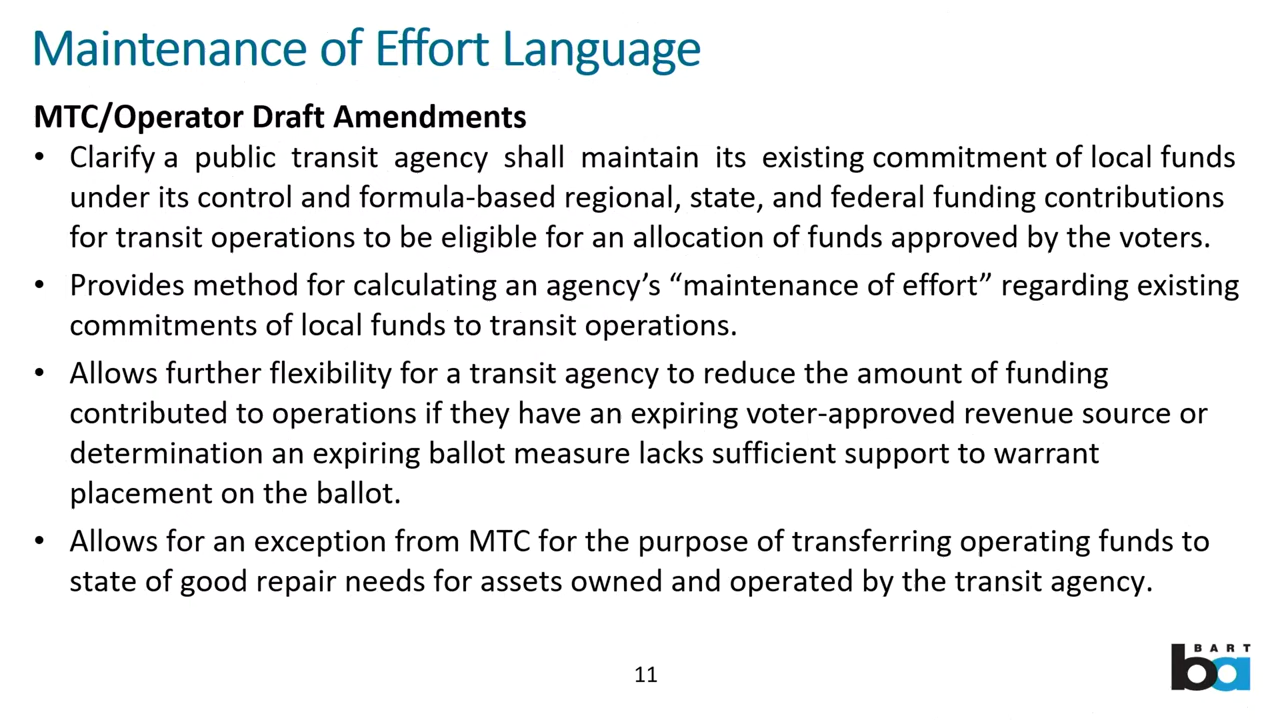 Maintenance of Effort Language
MTC/Operator Draft Amendments
• Clarify a public transit agency shall maintain its existing commitment of local funds
under its control and formula-based regional, state, and federal funding contributions
for transit operations to be eligible for an allocation of funds approved by the voters.
• Provides method for calculating an agency’s “maintenance of effort” regarding existing
commitments of local funds to transit operations.
• Allows further flexibility for a transit agency to reduce the amount of funding
contributed to operations if they have an expiring voter-approved revenue source or
determination an expiring ballot measure lacks sufficient support to warrant
placement on the ballot.
• Allows for an exception from MTC for the purpose of transferring operating funds to
state of good repair needs for assets owned and operated by the transit agency.
11
BART
ba